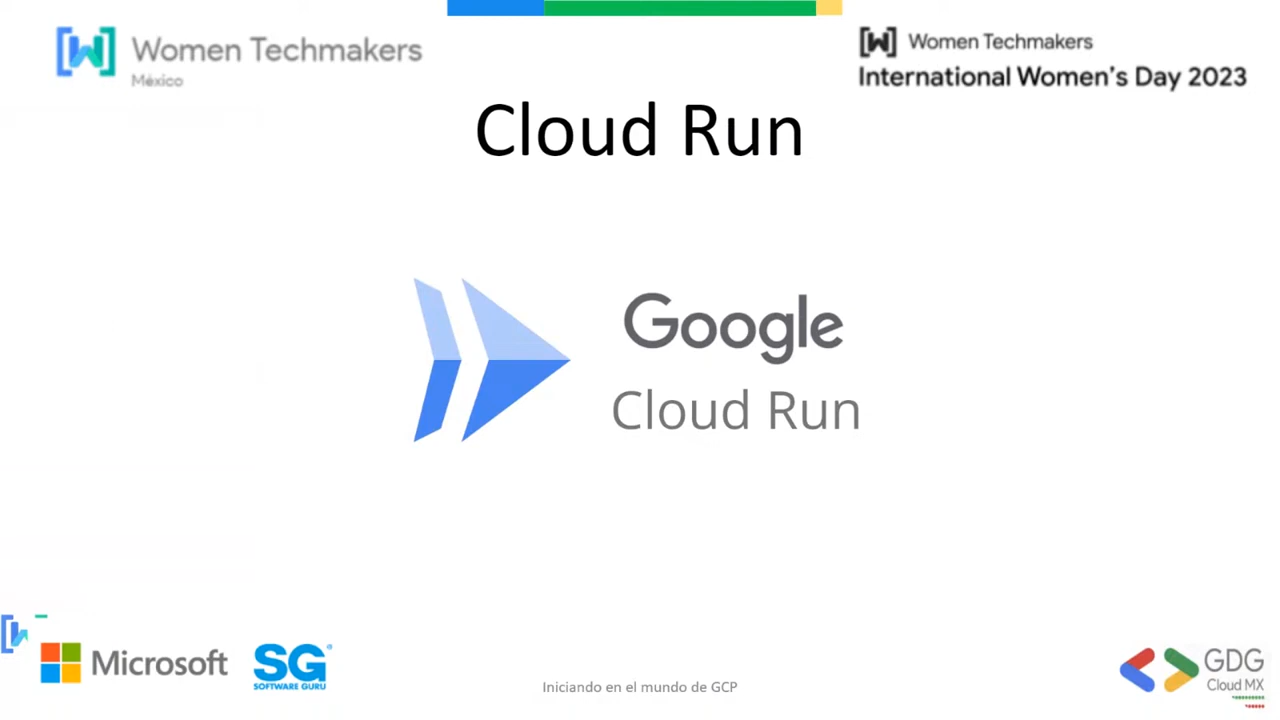 Women Techmakers
México
Women Techmakers
International Women's Day 2023
Cloud Run
Google
Cloud Run
Microsoft
SG
SOFTWARE GURU
Iniciando en el mundo de GCP
GDG
Cloud MX